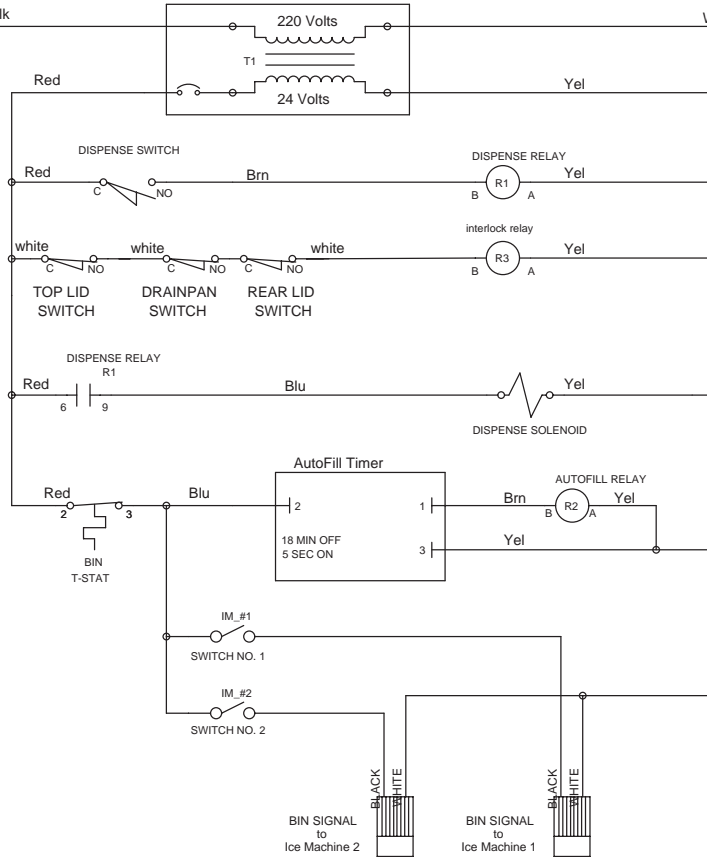 lk
220 Volts
T1
24 Volts
Red
Yel
DISPENSE SWITCH
DISPENSE RELAY
Red
C
NO
Brn
B
R1
A
Yel
interlock relay
white
C
NO
white
C
NO
C
NO
white
B
R3
A
Yel
TOP LID
SWITCH
DRAINPAN
SWITCH
REAR LID
SWITCH
DISPENSE RELAY
R1
Red
6
9
Blu
Yel
DISPENSE SOLENOID
AutoFill Timer
AUTOFILL RELAY
Red
2
3
Blu
2
1
Brn
B
R2
A
Yel
18 MIN OFF
5 SEC ON
3
Yel
BIN
T-STAT
IM_#1
SWITCH NO. 1
IM_#2
SWITCH NO. 2
BLACK
WHITE
BLACK
WHITE
BIN SIGNAL
to
Ice Machine 2
BIN SIGNAL
to
Ice Machine 1